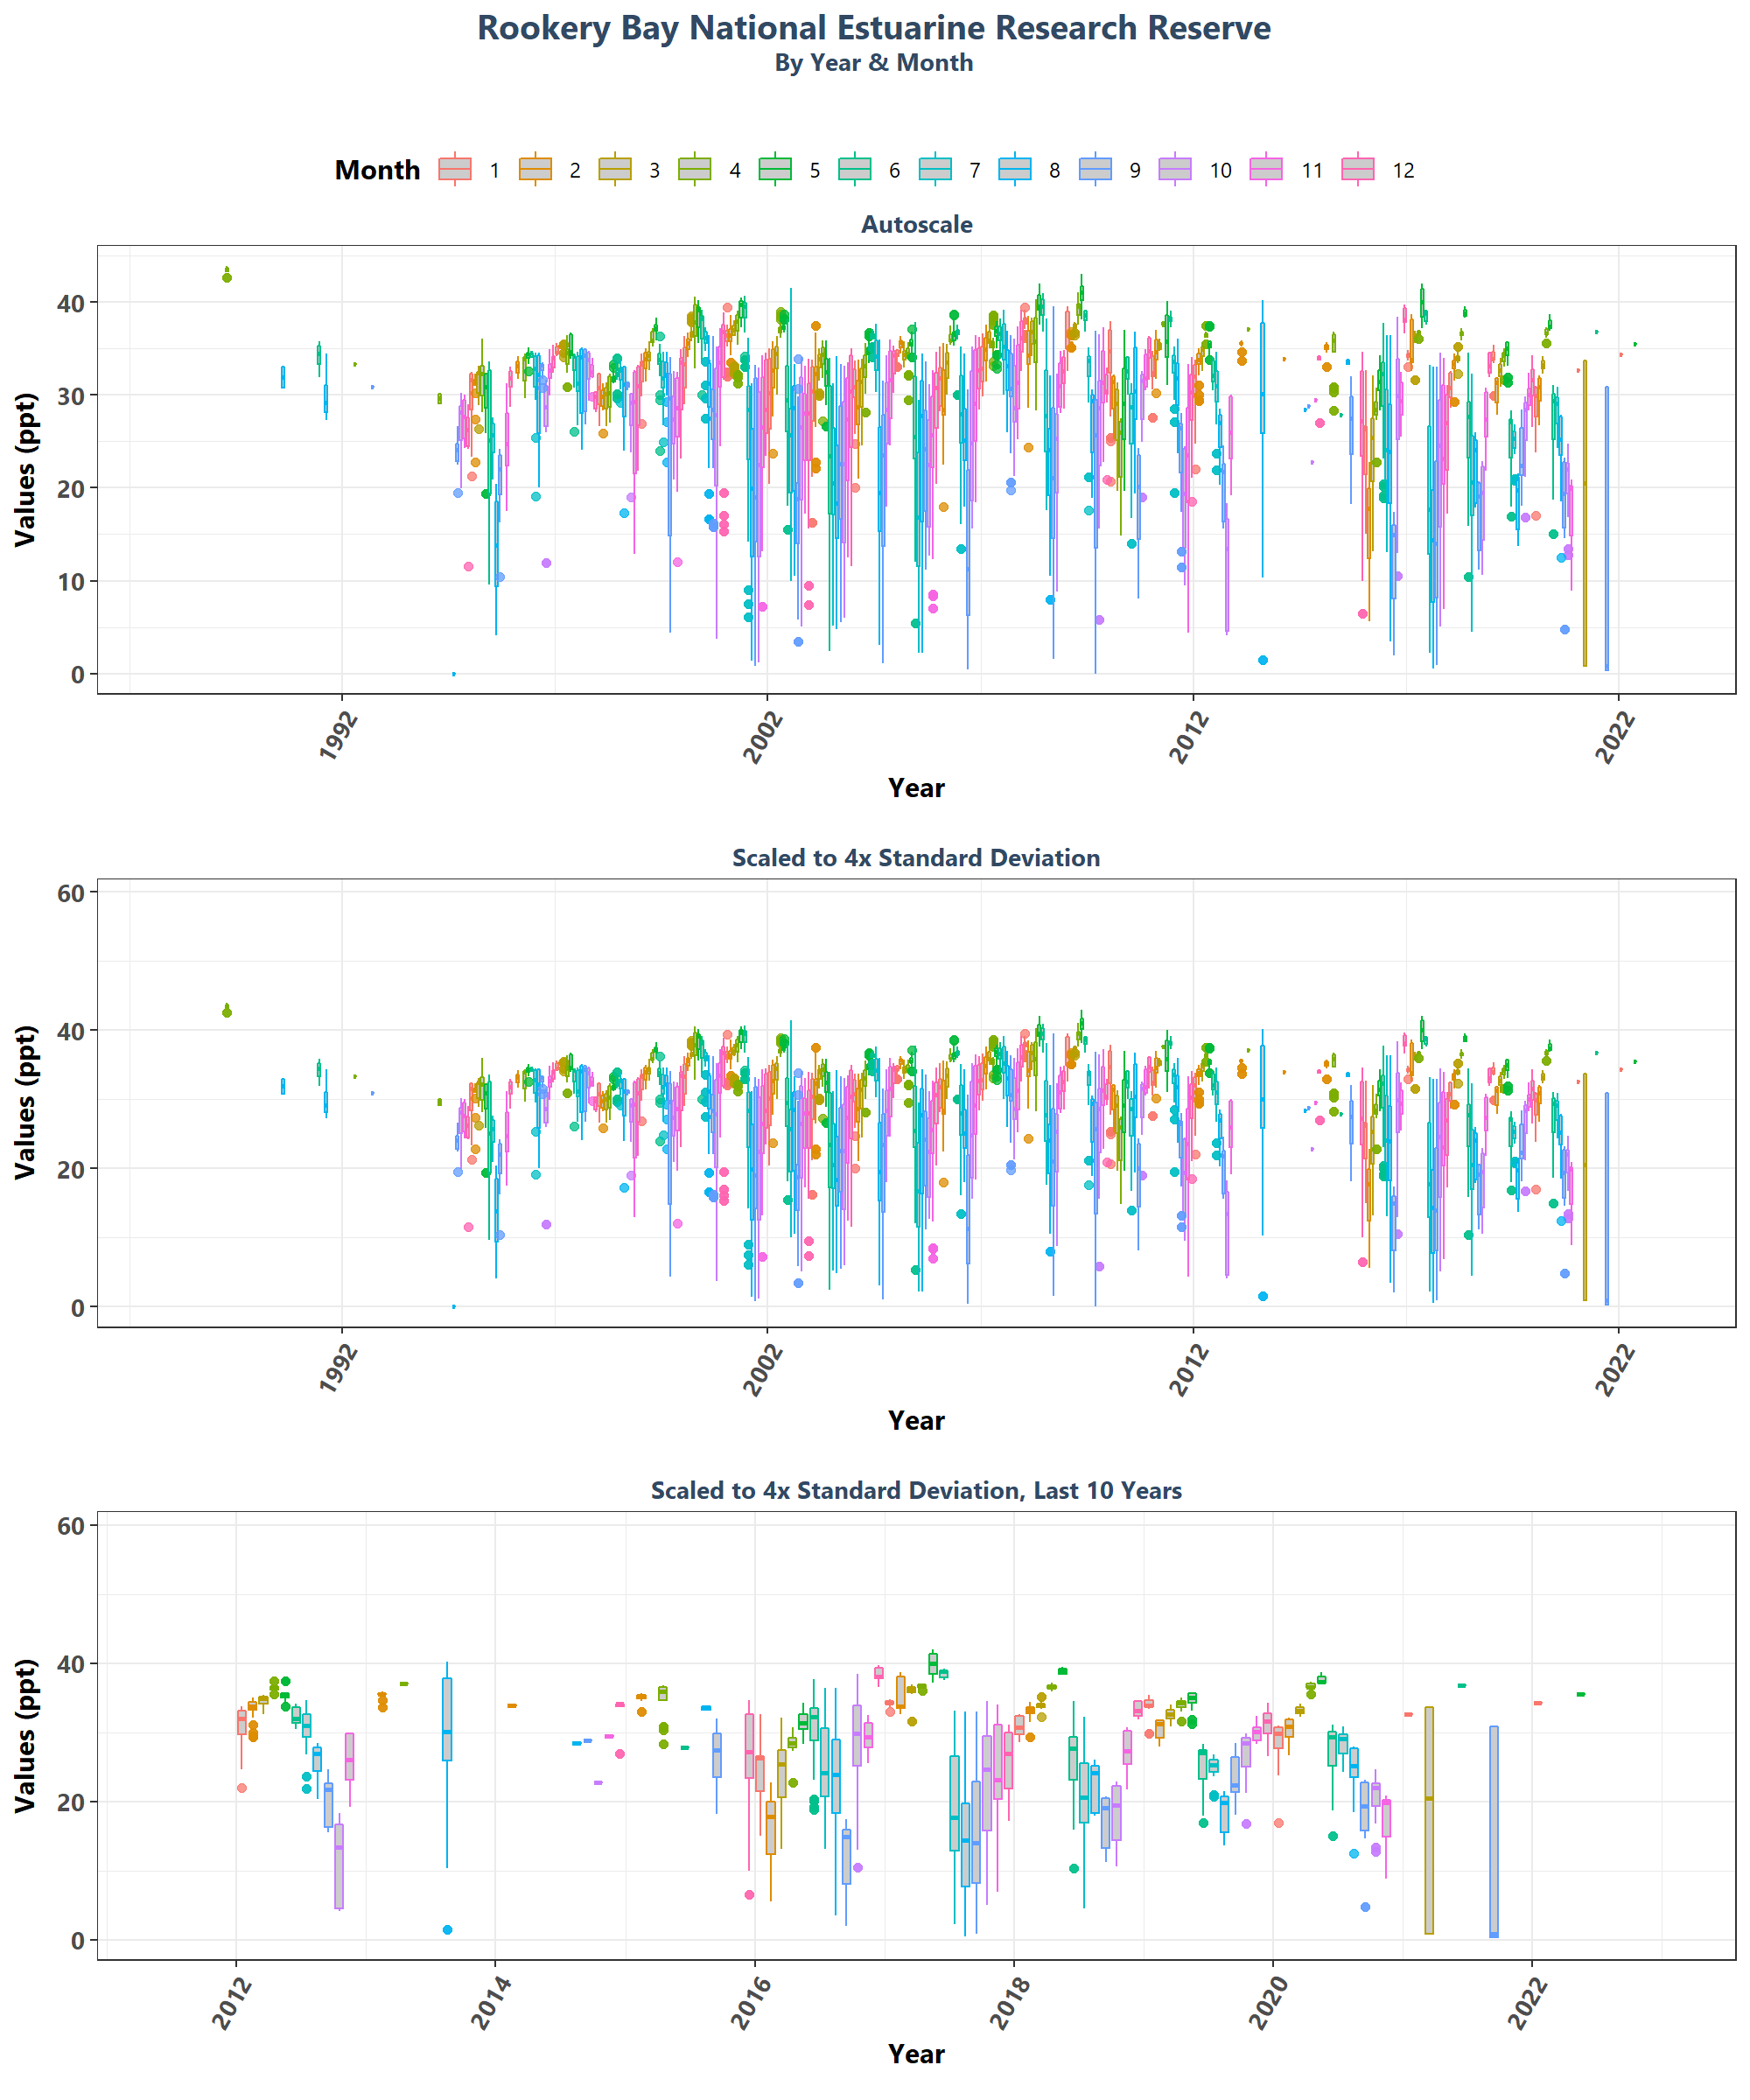 Rookery Bay National Estuarine Research Reserve
By Year & Month
Month 1 2 3 4 5 6 7 8 9 10 11 12
Autoscale
Values (ppt)
40
30
20
10
0
1992 2002 2012 2022
Year
Scaled to 4x Standard Deviation
Values (ppt)
60
40
20
0
1992 2002 2012 2022
Year
Scaled to 4x Standard Deviation, Last 10 Years
Values (ppt)
60
40
20
0
2012 2014 2016 2018 2020 2022
Year